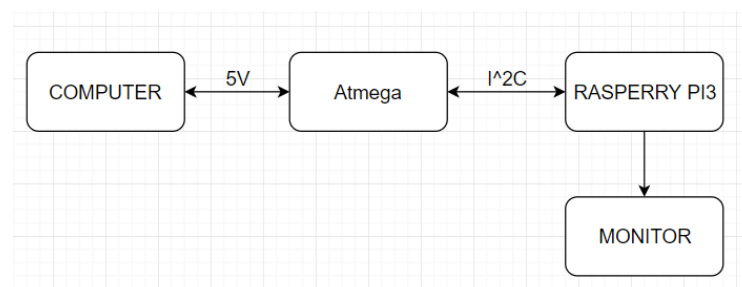 COMPUTER
5V
Atmega
I^2C
RASPERRY PI3
MONITOR